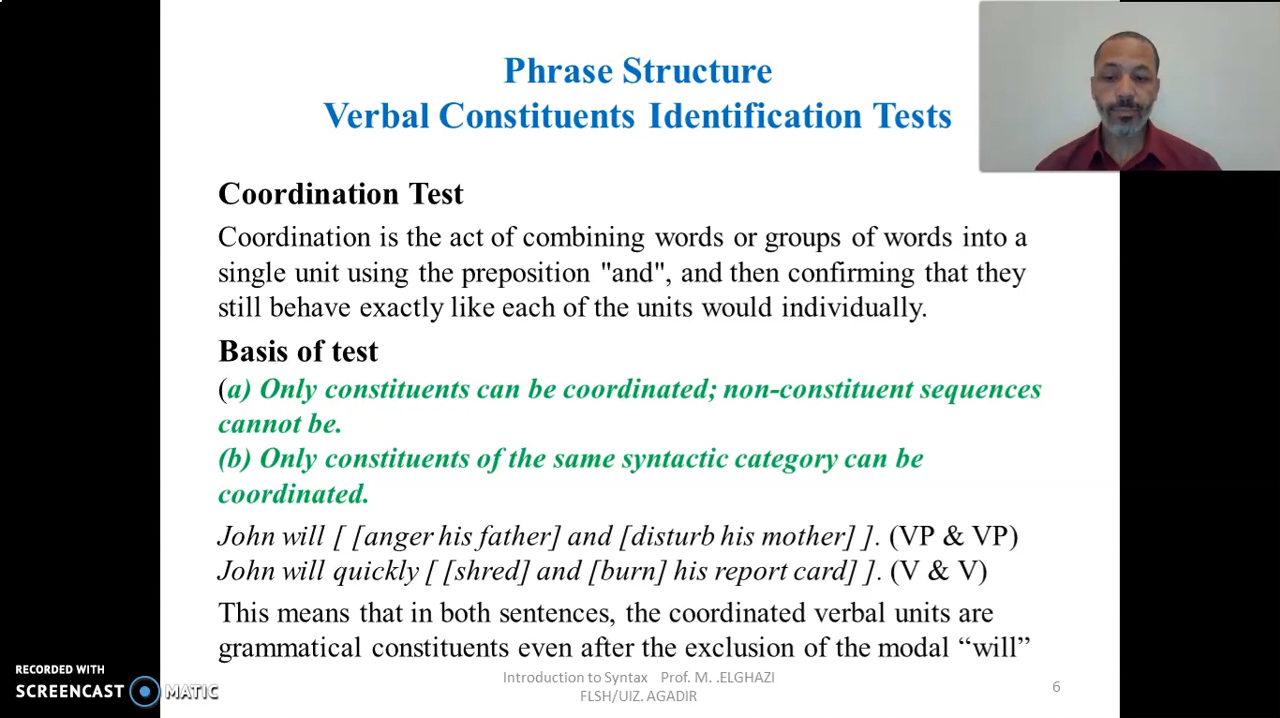 Phrase Structure
Verbal Constituents Identification Tests
Coordination Test
Coordination is the act of combining words or groups of words into a
single unit using the preposition "and", and then confirming that they
still behave exactly like each of the units would individually.
Basis of test
(a) Only constituents can be coordinated; non-constituent sequences
cannot be.
(b) Only constituents of the same syntactic category can be
coordinated.
John will [ [anger his father] and [disturb his mother] ]. (VP & VP)
John will quickly [ [shred] and [burn] his report card] ]. (V & V)
This means that in both sentences, the coordinated verbal units are
grammatical constituents even after the exclusion of the modal “will”
RECORDED WITH
SCREENCAST MATIC
Introduction to Syntax Prof. M. .ELGHAZI
FLSH/UIZ. AGADIR
6